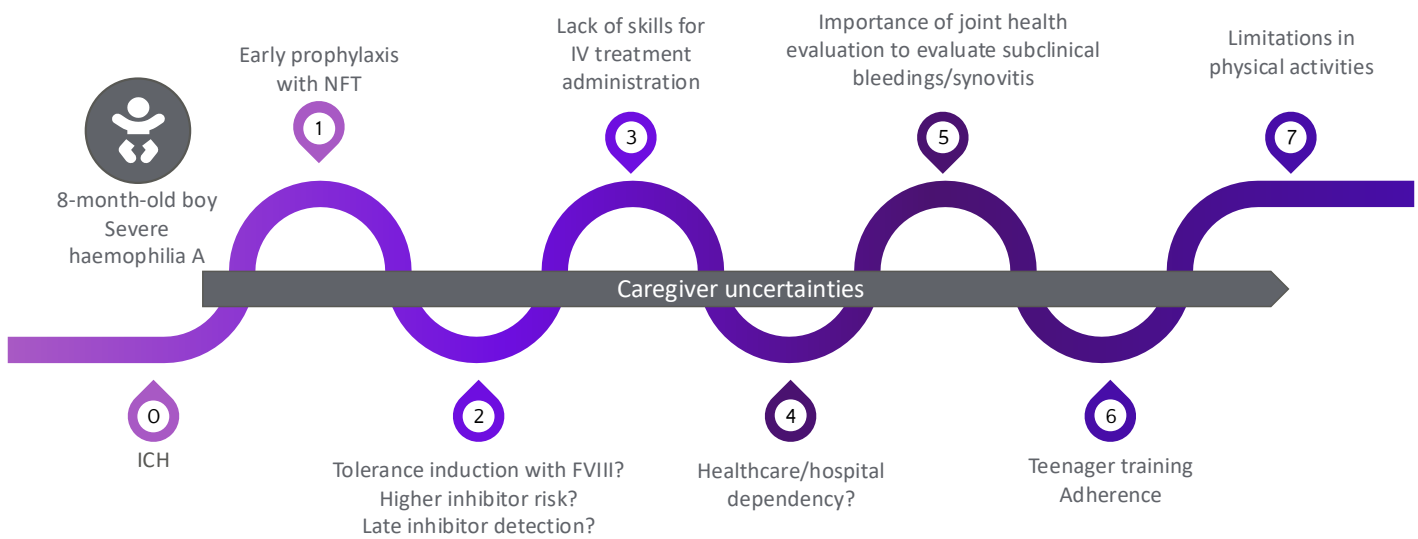 8-month-old boy
Severe
haemophilia A
0
ICH
Early prophylaxis
with NFT
1
2
Tolerance induction with FVIII?
Higher inhibitor risk?
Late inhibitor detection?
Lack of skills for
IV treatment
administration
3
Caregiver uncertainties
4
Healthcare/hospital
dependency?
Importance of joint health
evaluation to evaluate subclinical
bleedings/synovitis
5
6
Teenager training
Adherence
Limitations in
physical activities
7